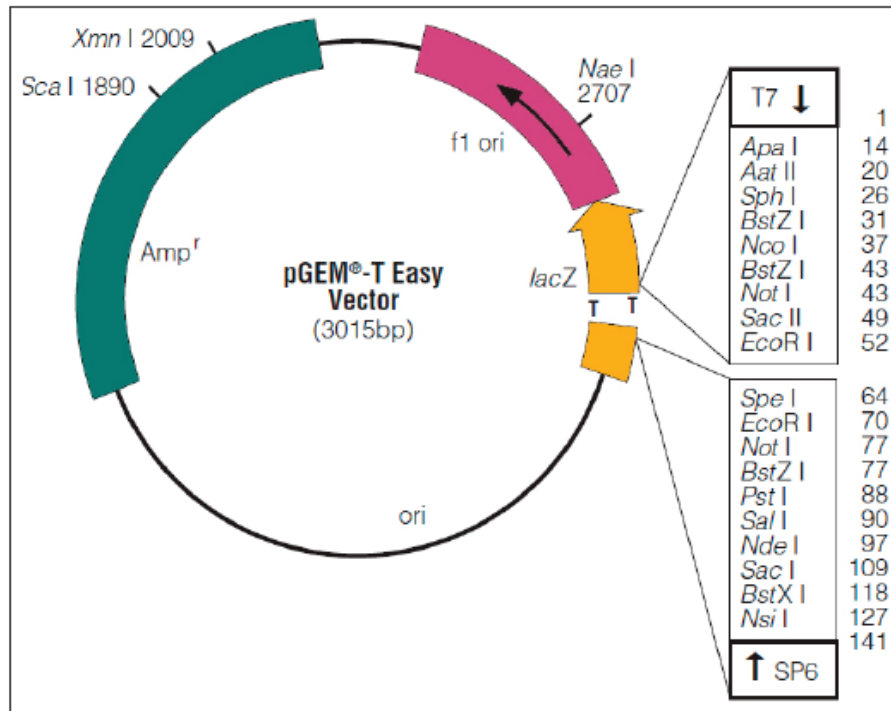 Xmn I 2009
Sca I 1890
Nae I
2707
f1 ori
Ampʳ
pGEM®-T Easy
Vector
(3015bp)
lacZ
T T
ori
T7 ↓
1
Apa I 14
Aat II 20
Sph I 26
BstZ I 31
Nco I 37
BstZ I 43
Not I 43
Sac II 49
EcoR I 52
Spe I 64
EcoR I 70
Not I 77
BstZ I 77
Pst I 88
Sal I 90
Nde I 97
Sac I 109
BstX I 118
Nsi I 127
141
↑ SP6